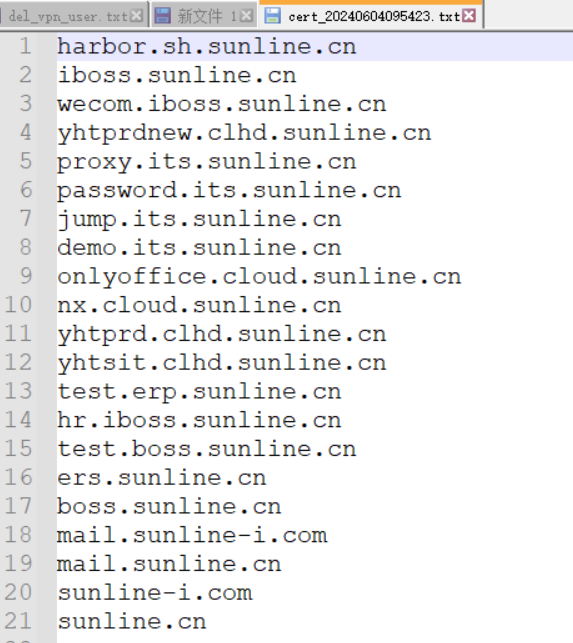 del_vpn_user.txt 新文件 1 cert_20240604095423.txt
1 harbor.sh.sunline.cn
2 iboss.sunline.cn
3 wecom.iboss.sunline.cn
4 yhtprdnew.clhd.sunline.cn
5 proxy.its.sunline.cn
6 password.its.sunline.cn
7 jump.its.sunline.cn
8 demo.its.sunline.cn
9 onlyoffice.cloud.sunline.cn
10 nx.cloud.sunline.cn
11 yhtprd.clhd.sunline.cn
12 yhtsit.clhd.sunline.cn
13 test.erp.sunline.cn
14 hr.iboss.sunline.cn
15 test.boss.sunline.cn
16 ers.sunline.cn
17 boss.sunline.cn
18 mail.sunline-i.com
19 mail.sunline.cn
20 sunline-i.com
21 sunline.cn